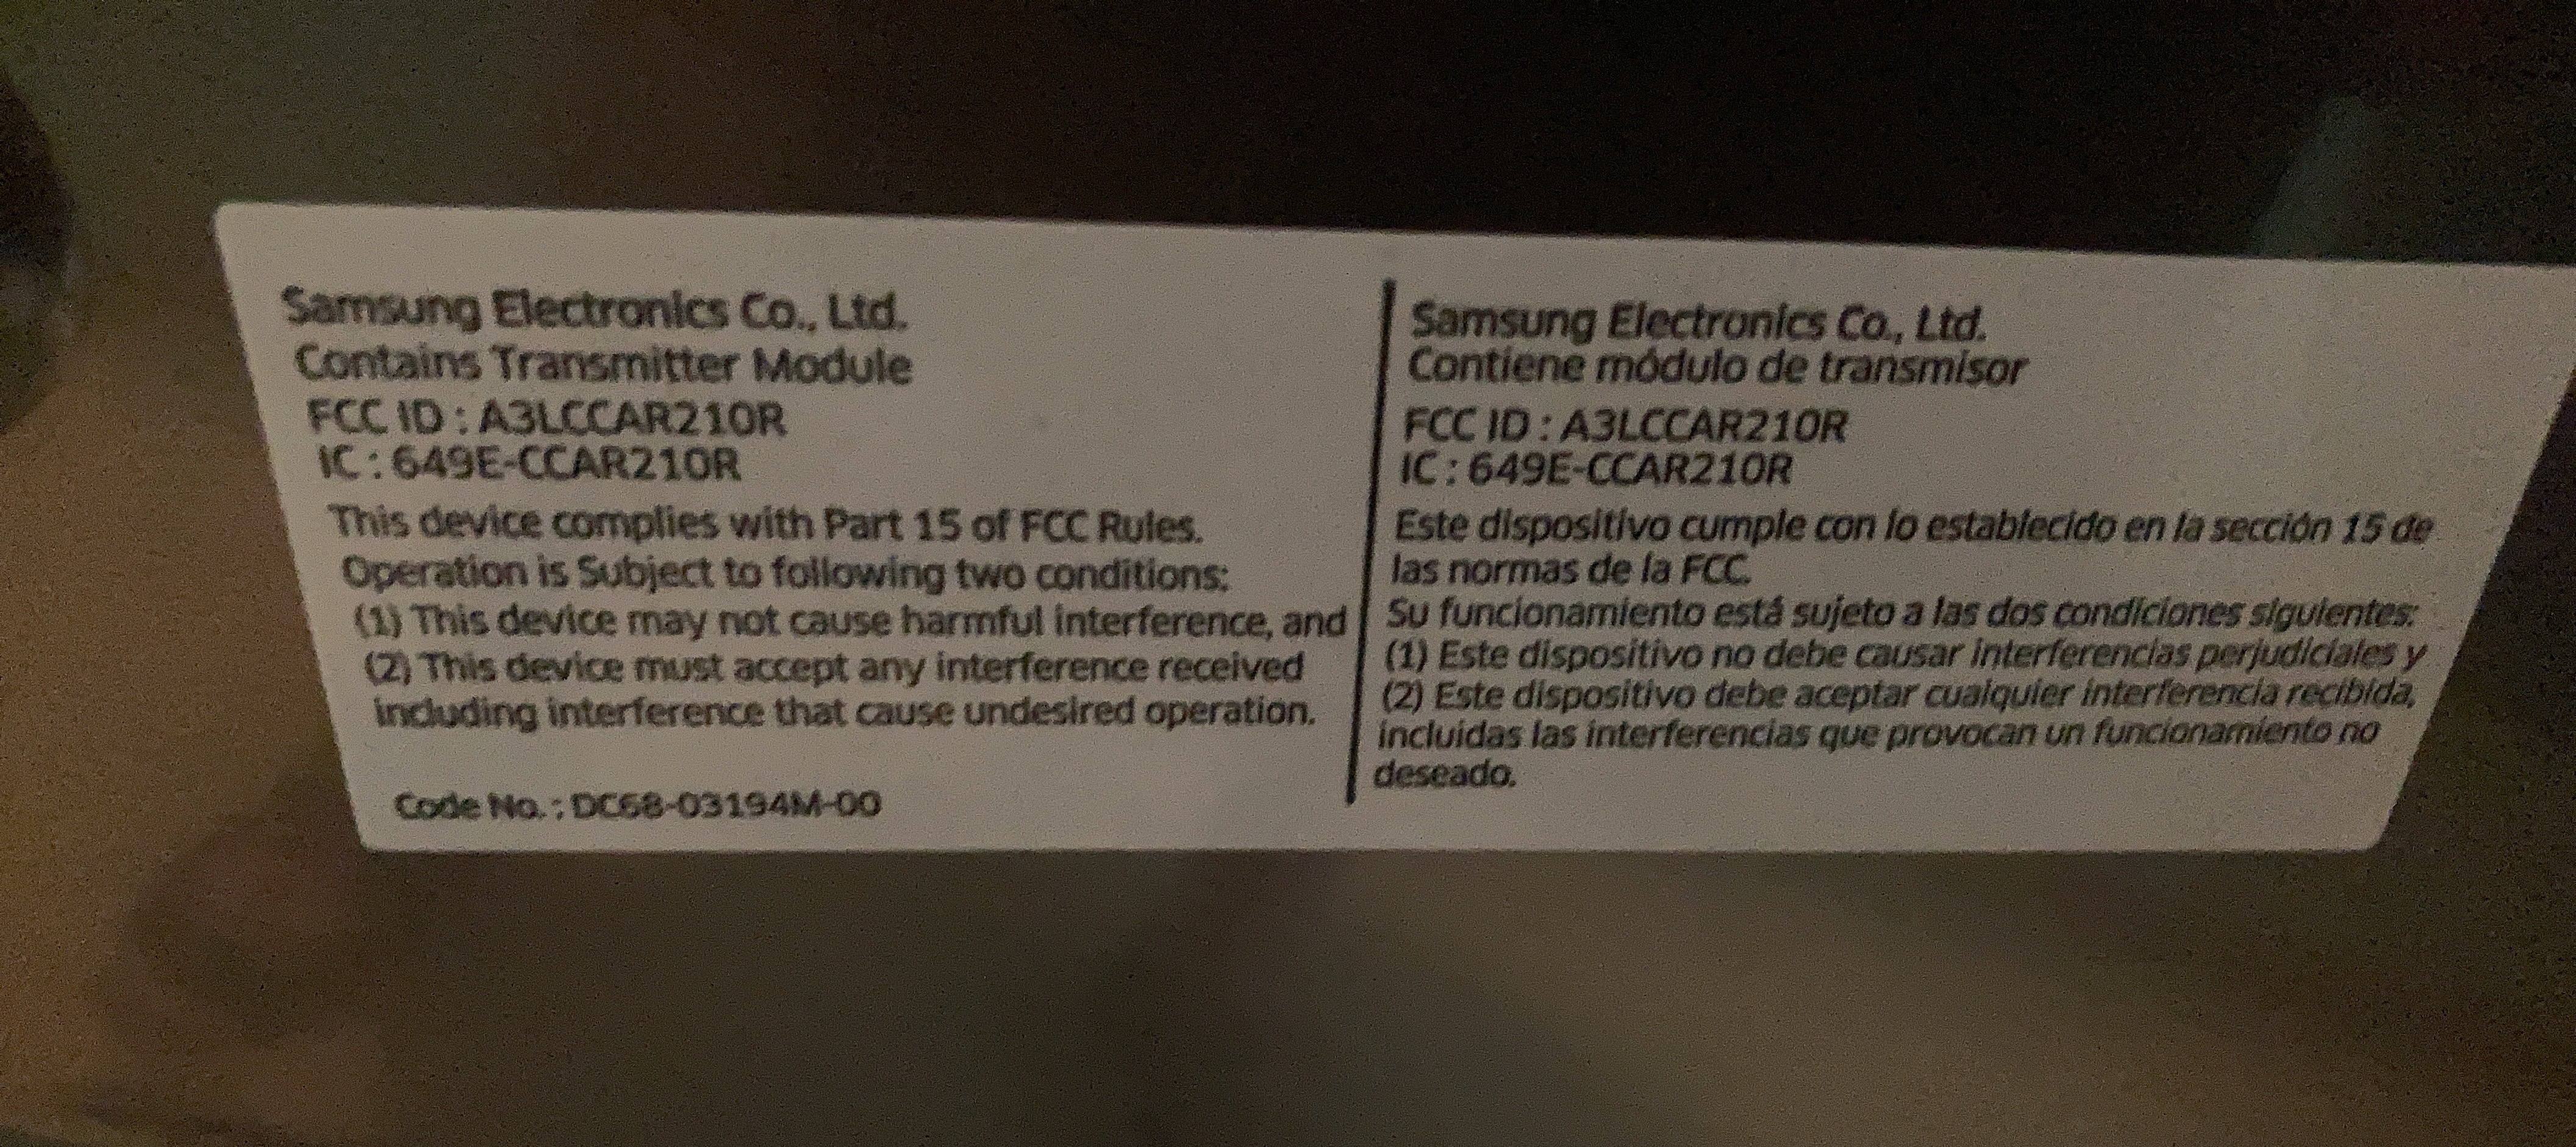 Samsung Electronics Co., Ltd.
Contains Transmitter Module
FCC ID : A3LCCAR210R
IC : 649E-CCAR210R
This device complies with Part 15 of FCC Rules.
Operation is Subject to following two conditions:
(1) This device may not cause harmful interference, and
(2) This device must accept any interference received
including interference that cause undesired operation.
Code No. : DC68-03194M-00
Samsung Electronics Co., Ltd.
Contiene módulo de transmisor
FCC ID : A3LCCAR210R
IC : 649E-CCAR210R
Este dispositivo cumple con lo establecido en la sección 15 de
las normas de la FCC.
Su funcionamiento está sujeto a las dos condiciones siguientes:
(1) Este dispositivo no debe causar interferencias perjudiciales y
(2) Este dispositivo debe aceptar cualquier interferencia recibida,
incluidas las interferencias que provocan un funcionamiento no
deseado.